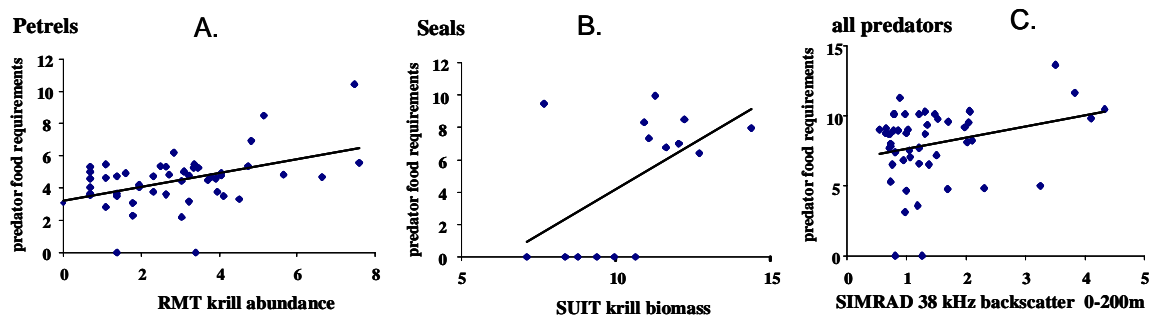 Petrels
A.
predator food requirements
12
10
8
6
4
2
0
0 2 4 6 8
RMT krill abundance
Seals
B.
predator food requirements
12
10
8
6
4
2
0
5 10 15
SUIT krill biomass
all predators
C.
predator food requirements
15
10
5
0
0 1 2 3 4 5
SIMRAD 38 kHz backscatter 0-200m